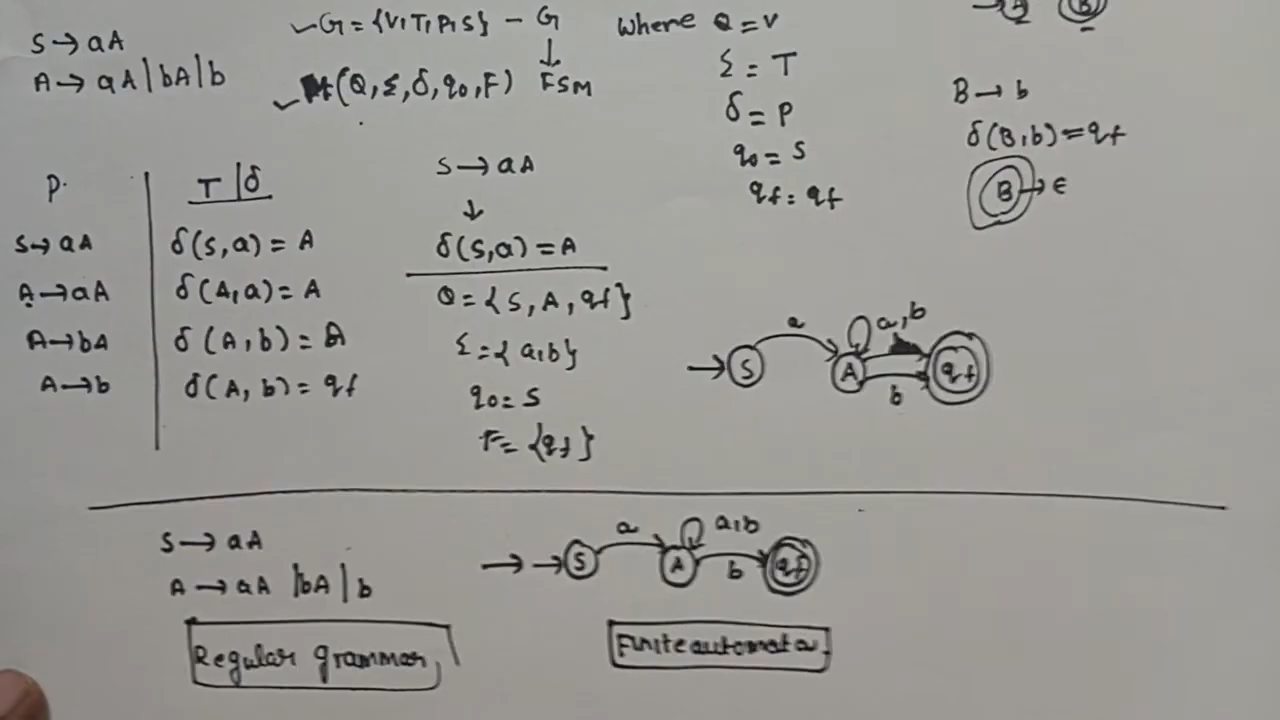 S → aA
A → aA | bA | b
G = {V, T, P, S} - G
↓
M(Q, Σ, δ, q0, F) FSM
where Q = V
Σ = T
δ = P
q0 = S
qf = qf
A B
B → b
δ(B, b) = qf
B → ϵ
P.
T | δ
S → aA
δ(S, a) = A
A → aA
δ(A, a) = A
A → bA
δ(A, b) = A
A → b
δ(A, b) = qf
S → aA
↓
δ(S, a) = A
Q = {S, A, qf}
Σ = {a, b}
q0 = S
F = {qf}
→ S a A a, b b qf
S → aA
A → aA | bA | b
Regular grammar
→ → S a A a, b b qf
Finite automata.